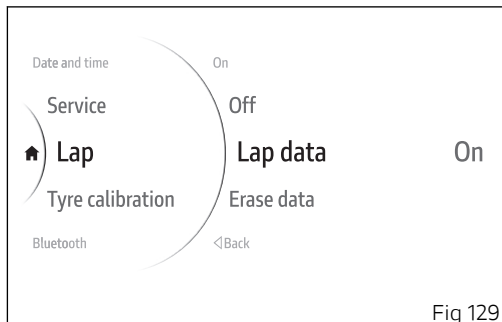 Date and time
Service
Lap
Tyre calibration
Bluetooth
On
Off
Lap data
Erase data
Back
On
Fig 129